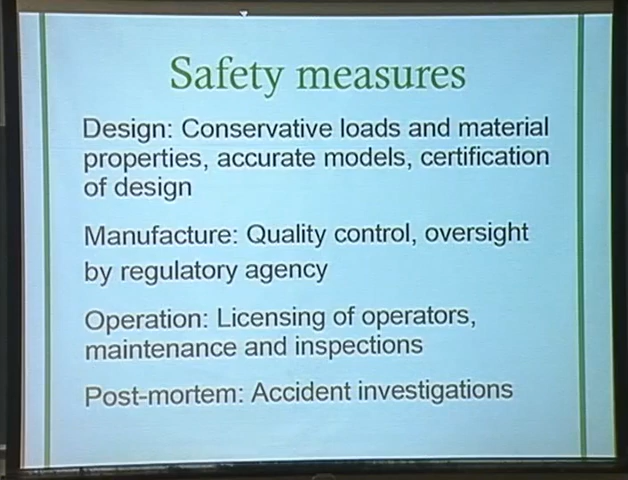 Safety measures
Design: Conservative loads and material
properties, accurate models, certification
of design
Manufacture: Quality control, oversight
by regulatory agency
Operation: Licensing of operators,
maintenance and inspections
Post-mortem: Accident investigations